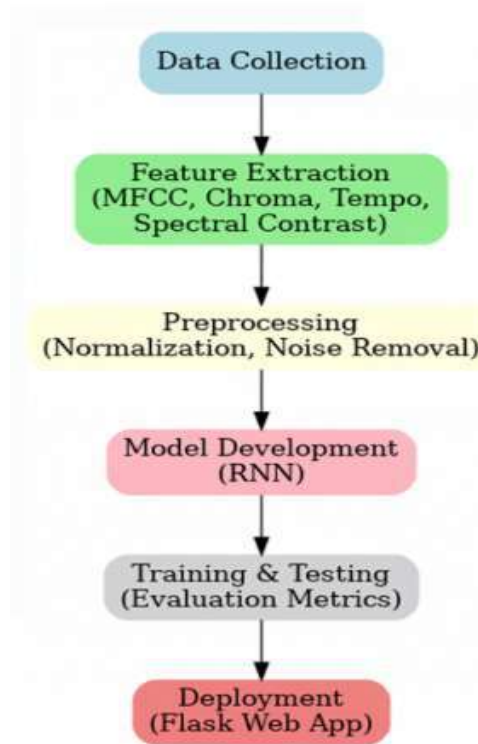 Data Collection
Feature Extraction
(MFCC, Chroma, Tempo,
Spectral Contrast)
Preprocessing
(Normalization, Noise Removal)
Model Development
(RNN)
Training & Testing
(Evaluation Metrics)
Deployment
(Flask Web App)